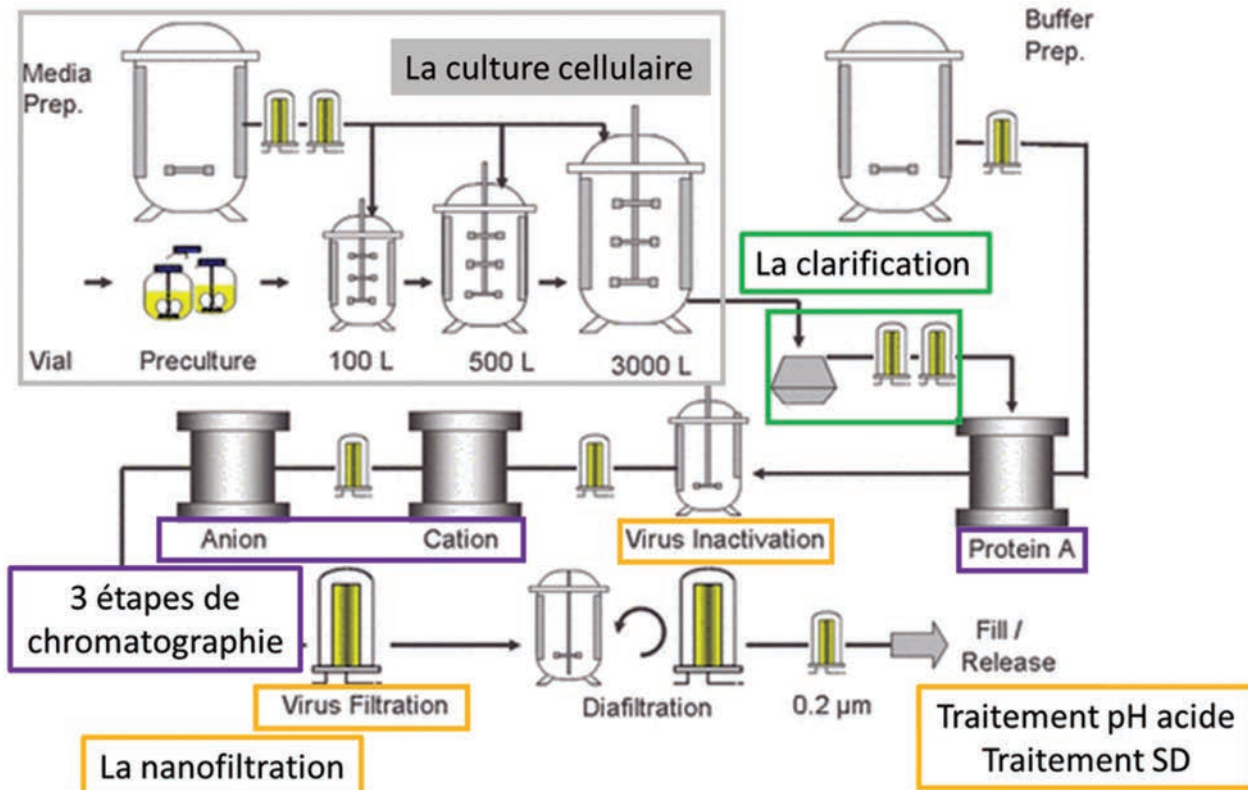 Media
Prep.
La culture cellulaire
Buffer
Prep.
La clarification
Vial
Preculture
100 L
500 L
3000 L
Anion
Cation
Virus Inactivation
Protein A
3 étapes de
chromatographie
Virus Filtration
Diafiltration
0.2 µm
Fill /
Release
La nanofiltration
Traitement pH acide
Traitement SD